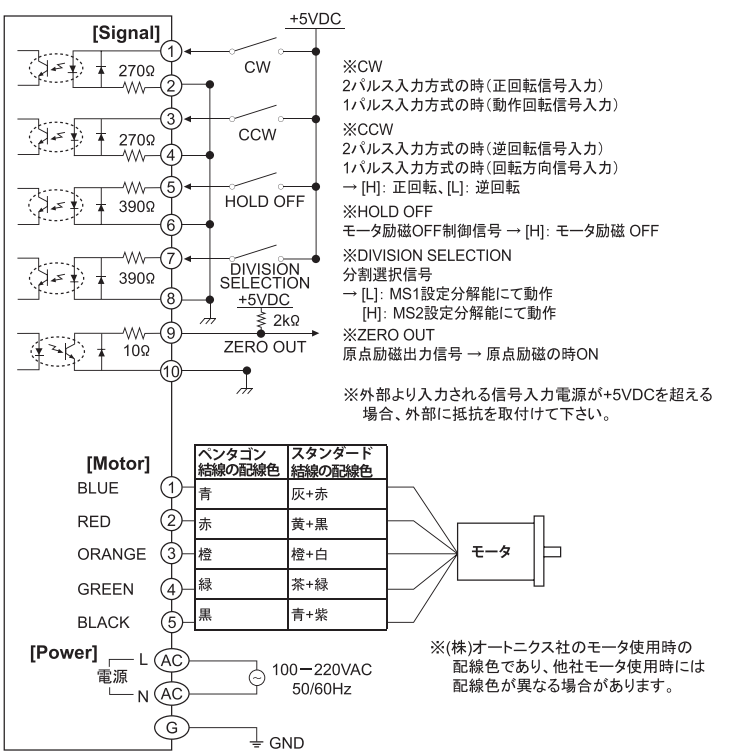 +5VDC
[Signal]
1
CW
270Ω
2
3
CCW
270Ω
4
5
HOLD OFF
390Ω
6
7
DIVISION
SELECTION
390Ω
8
+5VDC
2kΩ
9
ZERO OUT
10Ω
10
※CW
2パルス入力方式の時(正回転信号入力)
1パルス入力方式の時(動作回転信号入力)
※CCW
2パルス入力方式の時(逆回転信号入力)
1パルス入力方式の時(回転方向信号入力)
→ [H]: 正回転、[L]: 逆回転
※HOLD OFF
モータ励磁OFF制御信号 → [H]: モータ励磁 OFF
※DIVISION SELECTION
分割選択信号
→ [L]: MS1設定分解能にて動作
[H]: MS2設定分解能にて動作
※ZERO OUT
原点励磁出力信号 → 原点励磁の時ON
※外部より入力される信号入力電源が+5VDCを超える
場合、外部に抵抗を取付けて下さい。
[Motor]
ペンタゴン 結線の配線色
スタンダード 結線の配線色
BLUE 1 青 灰+赤
RED 2 赤 黄+黒
ORANGE 3 橙 橙+白
GREEN 4 緑 茶+緑
BLACK 5 黒 青+紫
モータ
[Power]
電源
L AC
N AC
100−220VAC
50/60Hz
G
GND
※(株)オートニクス社のモータ使用時の
配線色であり、他社モータ使用時には
配線色が異なる場合があります。